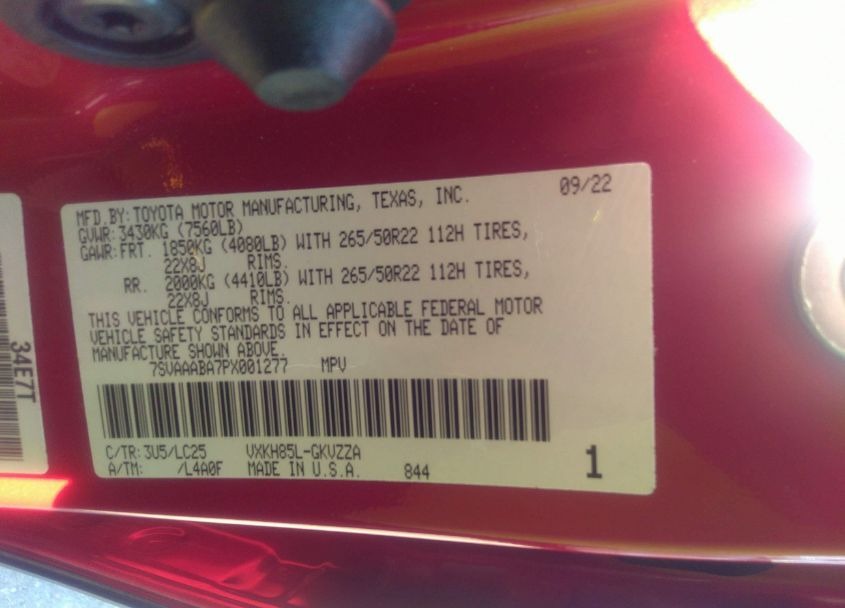 MFD.BY:TOYOTA MOTOR MANUFACTURING, TEXAS, INC. 09/22
GVWR:3430KG (7560LB)
GAWR:FRT. 1850KG (4080LB) WITH 265/50R22 112H TIRES,
22X8J RIMS.
RR. 2000KG (4410LB) WITH 265/50R22 112H TIRES,
22X8J RIMS.
THIS VEHICLE CONFORMS TO ALL APPLICABLE FEDERAL MOTOR
VEHICLE SAFETY STANDARDS IN EFFECT ON THE DATE OF
MANUFACTURE SHOWN ABOVE.
7SVAAABA7PX001277 MPV
C/TR:3U5/LC25 VXKH85L-GKVZZA
A/TM: /L4A0F MADE IN U.S.A. 844 1
34E7T